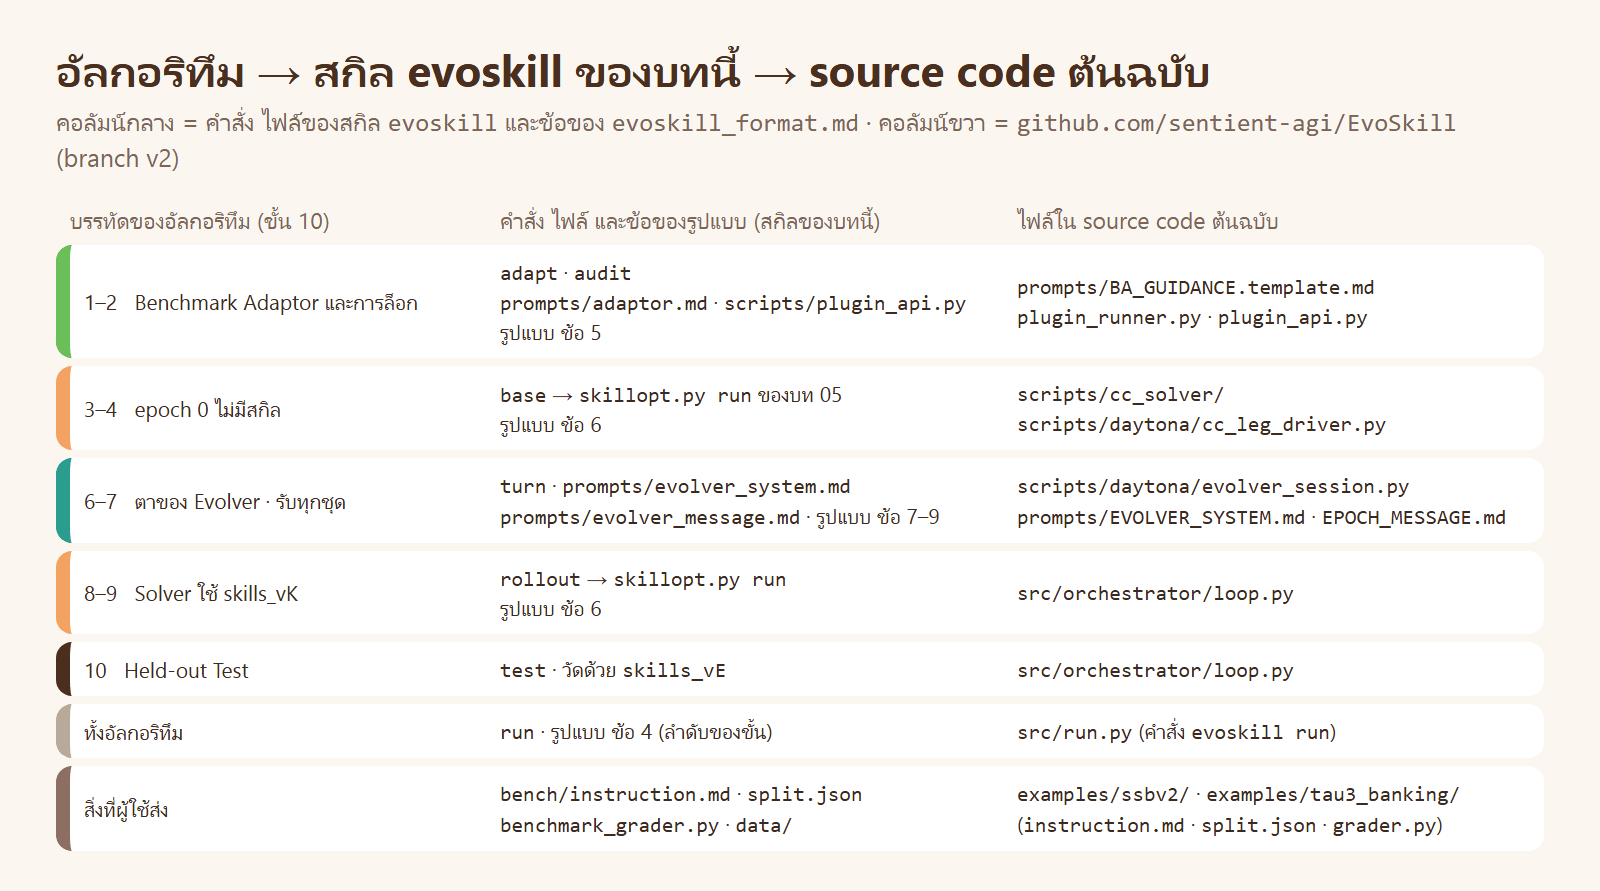 อัลกอริทึม → สกิล evoskill ของบทนี้ → source code ต้นฉบับ
คอลัมน์กลาง = คำสั่ง ไฟล์ของสกิล evoskill และข้อของ evoskill_format.md · คอลัมน์ขวา = github.com/sentient-agi/EvoSkill
(branch v2)
บรรทัดของอัลกอริทึม (ขั้น 10)
คำสั่ง ไฟล์ และข้อของรูปแบบ (สกิลของบทนี้)
ไฟล์ใน source code ต้นฉบับ
1–2 Benchmark Adaptor และการล็อก
adapt · audit
prompts/adaptor.md · scripts/plugin_api.py
รูปแบบ ข้อ 5
prompts/BA_GUIDANCE.template.md
plugin_runner.py · plugin_api.py
3–4 epoch 0 ไม่มีสกิล
base → skillopt.py run ของบท 05
รูปแบบ ข้อ 6
scripts/cc_solver/
scripts/daytona/cc_leg_driver.py
6–7 ตาของ Evolver · รับทุกชุด
turn · prompts/evolver_system.md
prompts/evolver_message.md · รูปแบบ ข้อ 7–9
scripts/daytona/evolver_session.py
prompts/EVOLVER_SYSTEM.md · EPOCH_MESSAGE.md
8–9 Solver ใช้ skills_vK
rollout → skillopt.py run
รูปแบบ ข้อ 6
src/orchestrator/loop.py
10 Held-out Test
test · วัดด้วย skills_vE
src/orchestrator/loop.py
ทั้งอัลกอริทึม
run · รูปแบบ ข้อ 4 (ลำดับของขั้น)
src/run.py (คำสั่ง evoskill run)
สิ่งที่ผู้ใช้ส่ง
bench/instruction.md · split.json
benchmark_grader.py · data/
examples/ssbv2/ · examples/tau3_banking/
(instruction.md · split.json · grader.py)